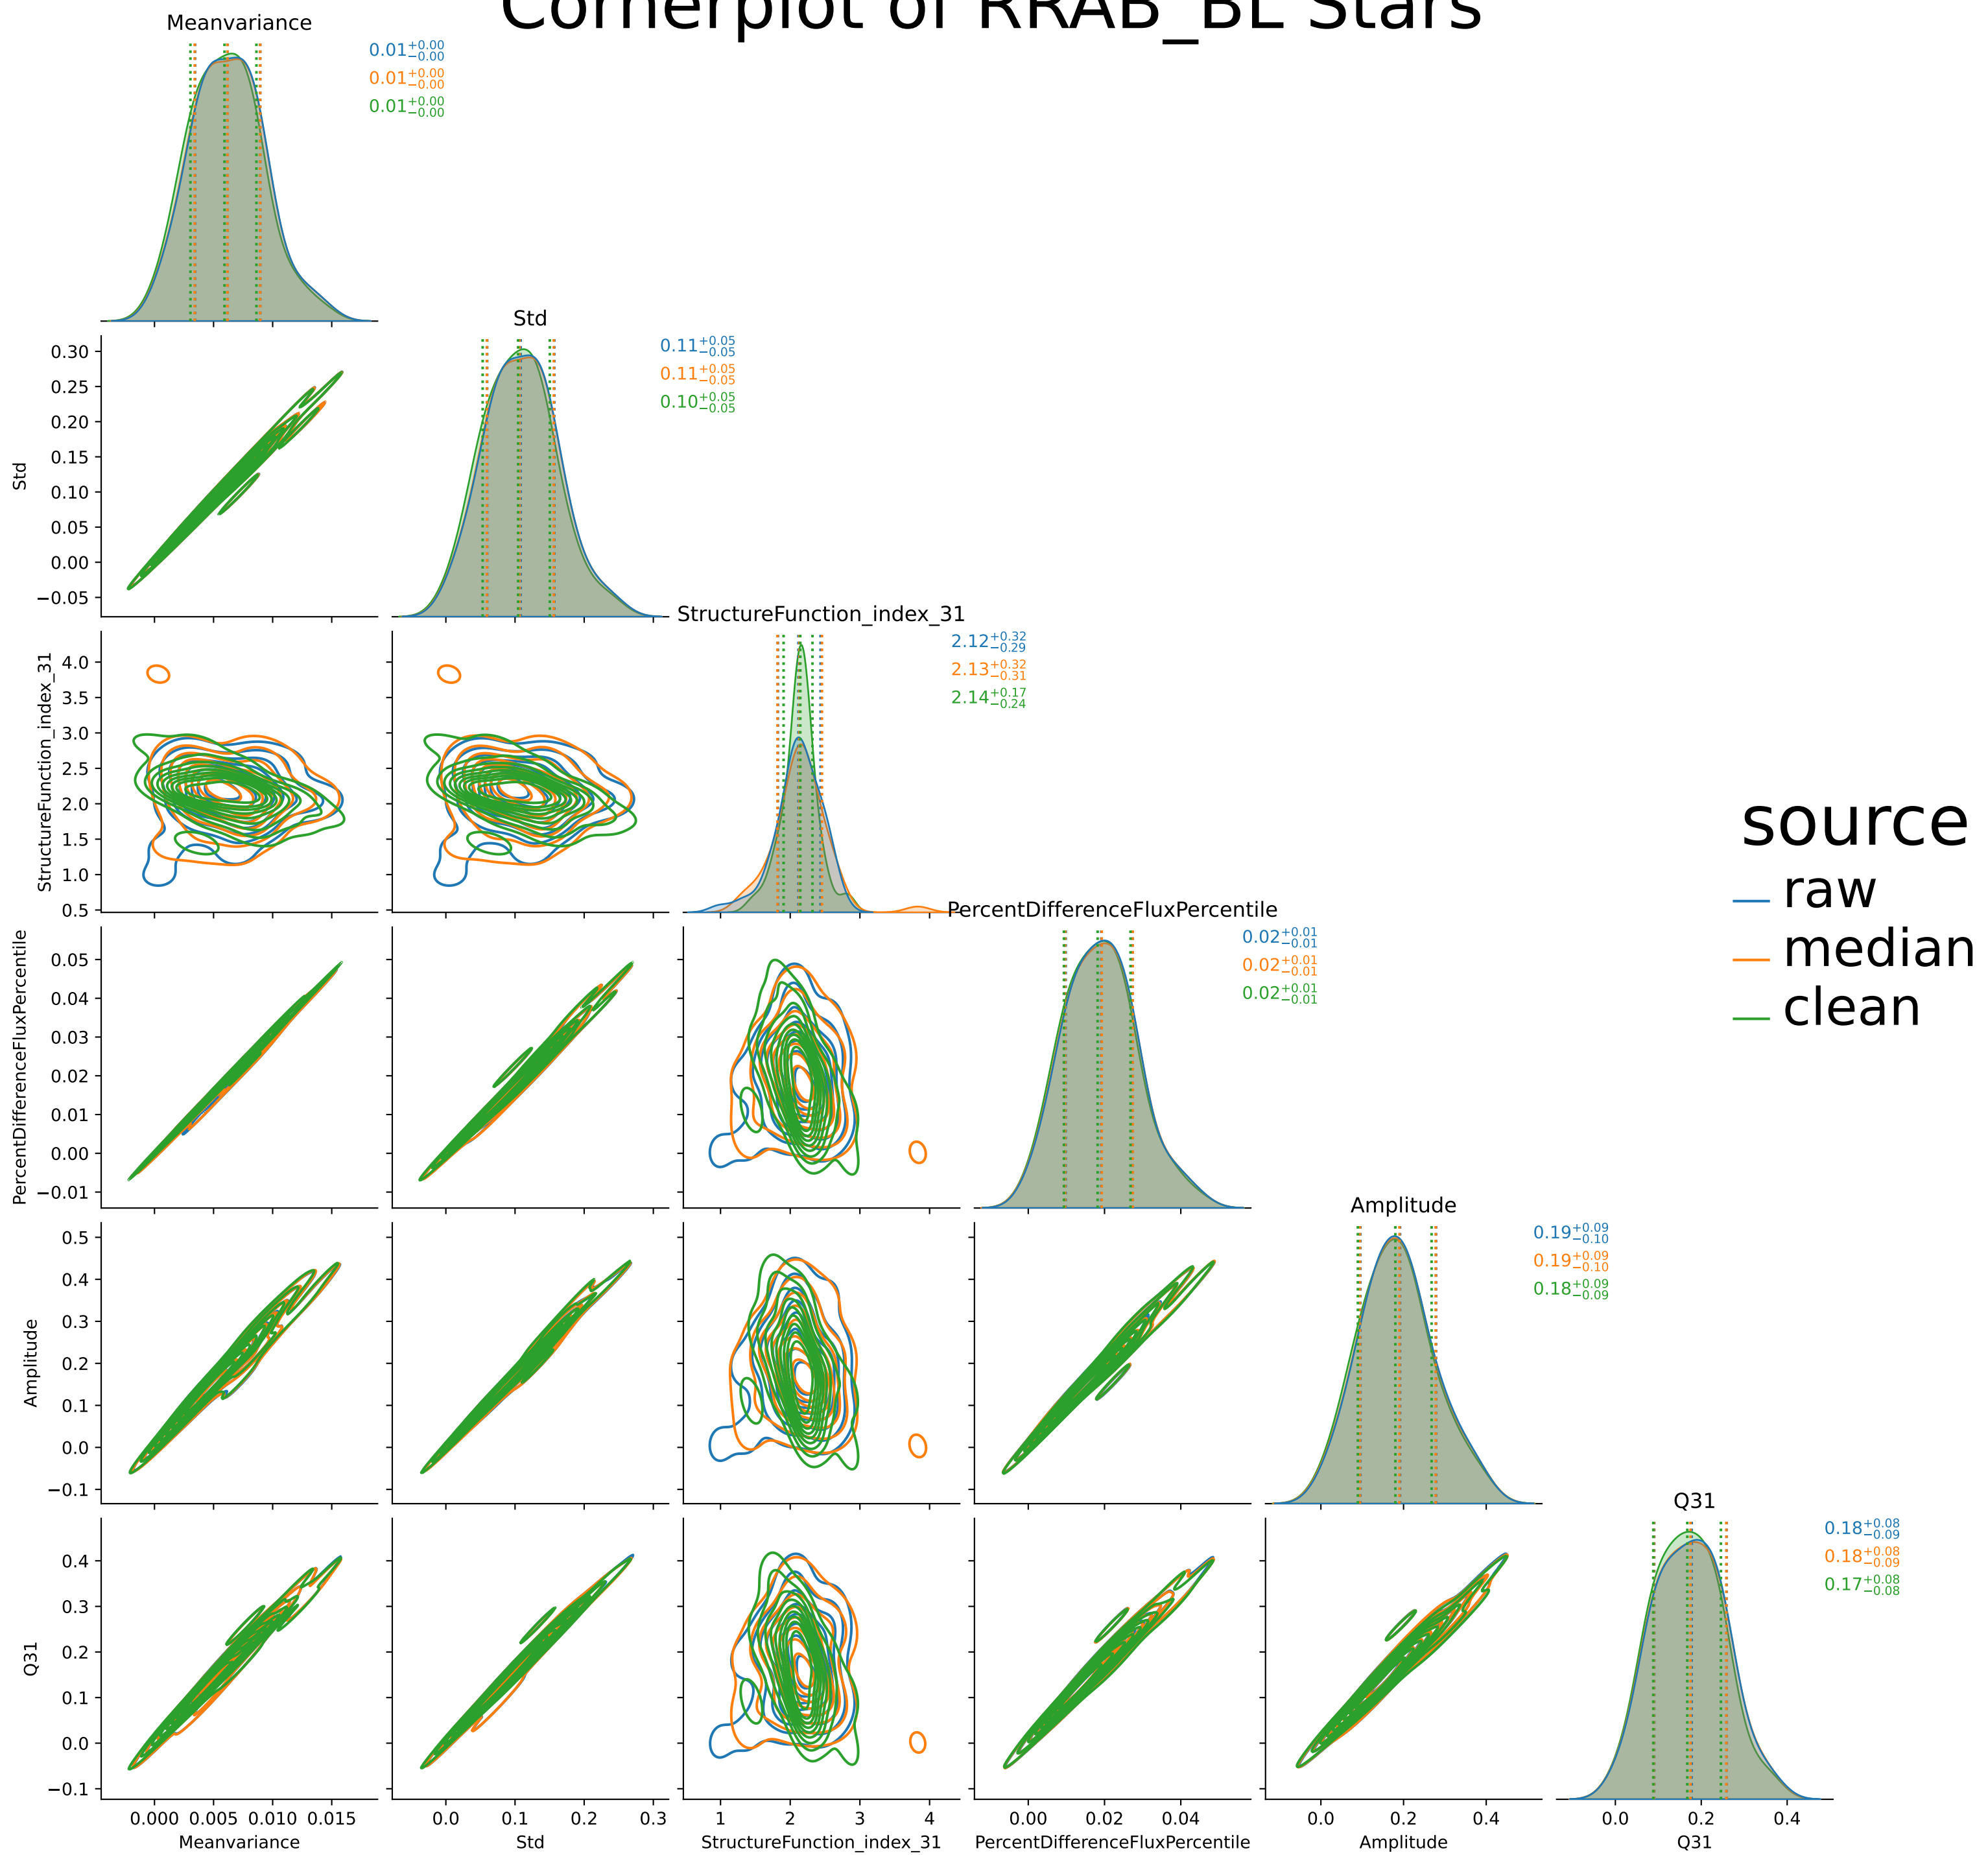 Cornerplot of RRAB_BL Stars
Meanvariance
0.01+0.00−0.00
0.01+0.00−0.00
0.01+0.00−0.00
Std
0.11+0.05−0.05
0.11+0.05−0.05
0.10+0.05−0.05
0.30
0.25
0.20
0.15
0.10
0.05
0.00
−0.05
Std
StructureFunction_index_31
2.12+0.32−0.29
2.13+0.32−0.31
2.14+0.17−0.24
4.0
3.5
3.0
2.5
2.0
1.5
1.0
0.5
StructureFunction_index_31
source
raw
median
clean
PercentDifferenceFluxPercentile
0.02+0.01−0.01
0.02+0.01−0.01
0.02+0.01−0.01
0.05
0.04
0.03
0.02
0.01
0.00
−0.01
PercentDifferenceFluxPercentile
Amplitude
0.19+0.09−0.10
0.19+0.09−0.10
0.18+0.09−0.09
0.5
0.4
0.3
0.2
0.1
0.0
−0.1
Amplitude
Q31
0.18+0.08−0.09
0.18+0.08−0.09
0.17+0.08−0.08
0.4
0.3
0.2
0.1
0.0
−0.1
Q31
0.000 0.005 0.010 0.015
Meanvariance
0.0 0.1 0.2 0.3
Std
1 2 3 4
StructureFunction_index_31
0.00 0.02 0.04
PercentDifferenceFluxPercentile
0.0 0.2 0.4
Amplitude
0.0 0.2 0.4
Q31